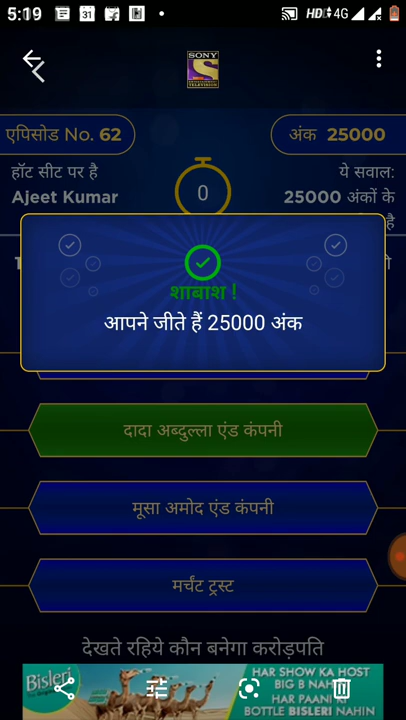 5:19
31
HD 4G
SONY
TELEVISION
एपिसोड No. 62
अंक 25000
हॉट सीट पर है
Ajeet Kumar
0
ये सवाल:
25000 अंकों के
है
शाबाश !
आपने जीते हैं 25000 अंक
दादा अब्दुल्ला एंड कंपनी
मूसा अमोद एंड कंपनी
मर्चेंट ट्रस्ट
देखते रहिये कौन बनेगा करोड़पति
Bisleri
HAR SHOW KA HOST
BIG B NAHI
HAR PAANI KI
BOTTLE BISLERI NAHIN